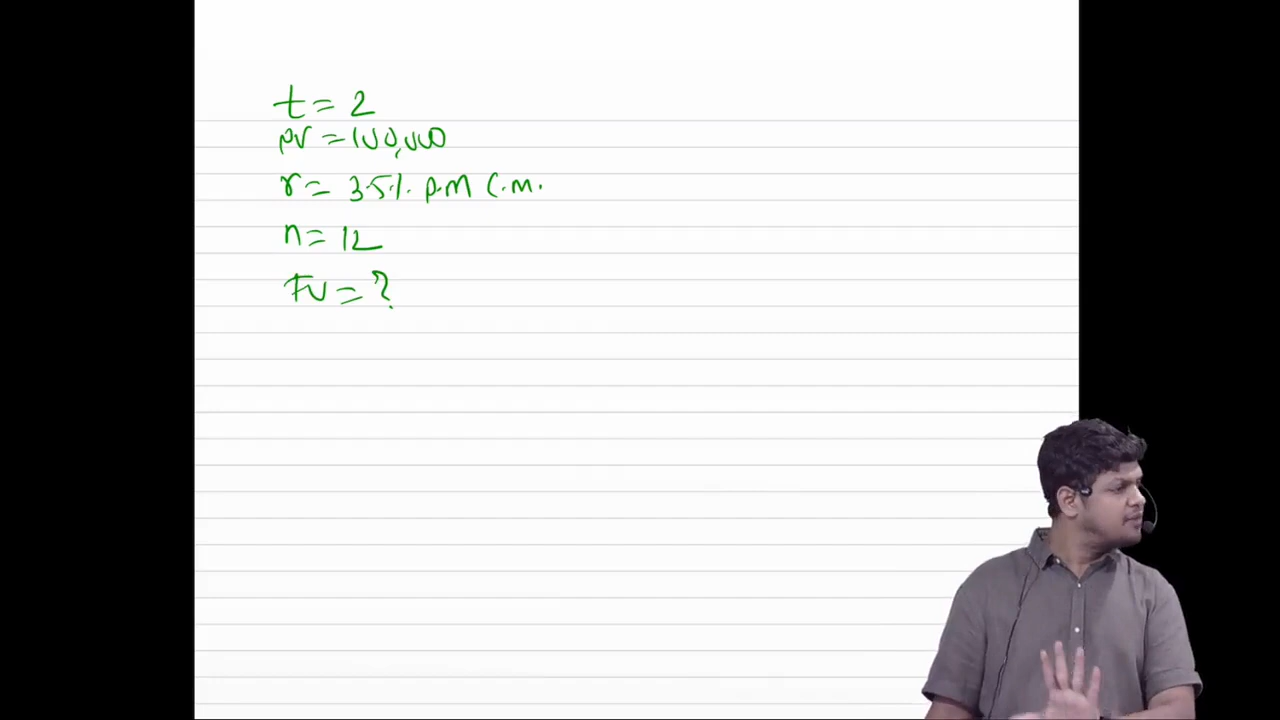 t = 2
PV = 100,000
r = 3.5%. p.m C.m.
n = 12
FV = ?